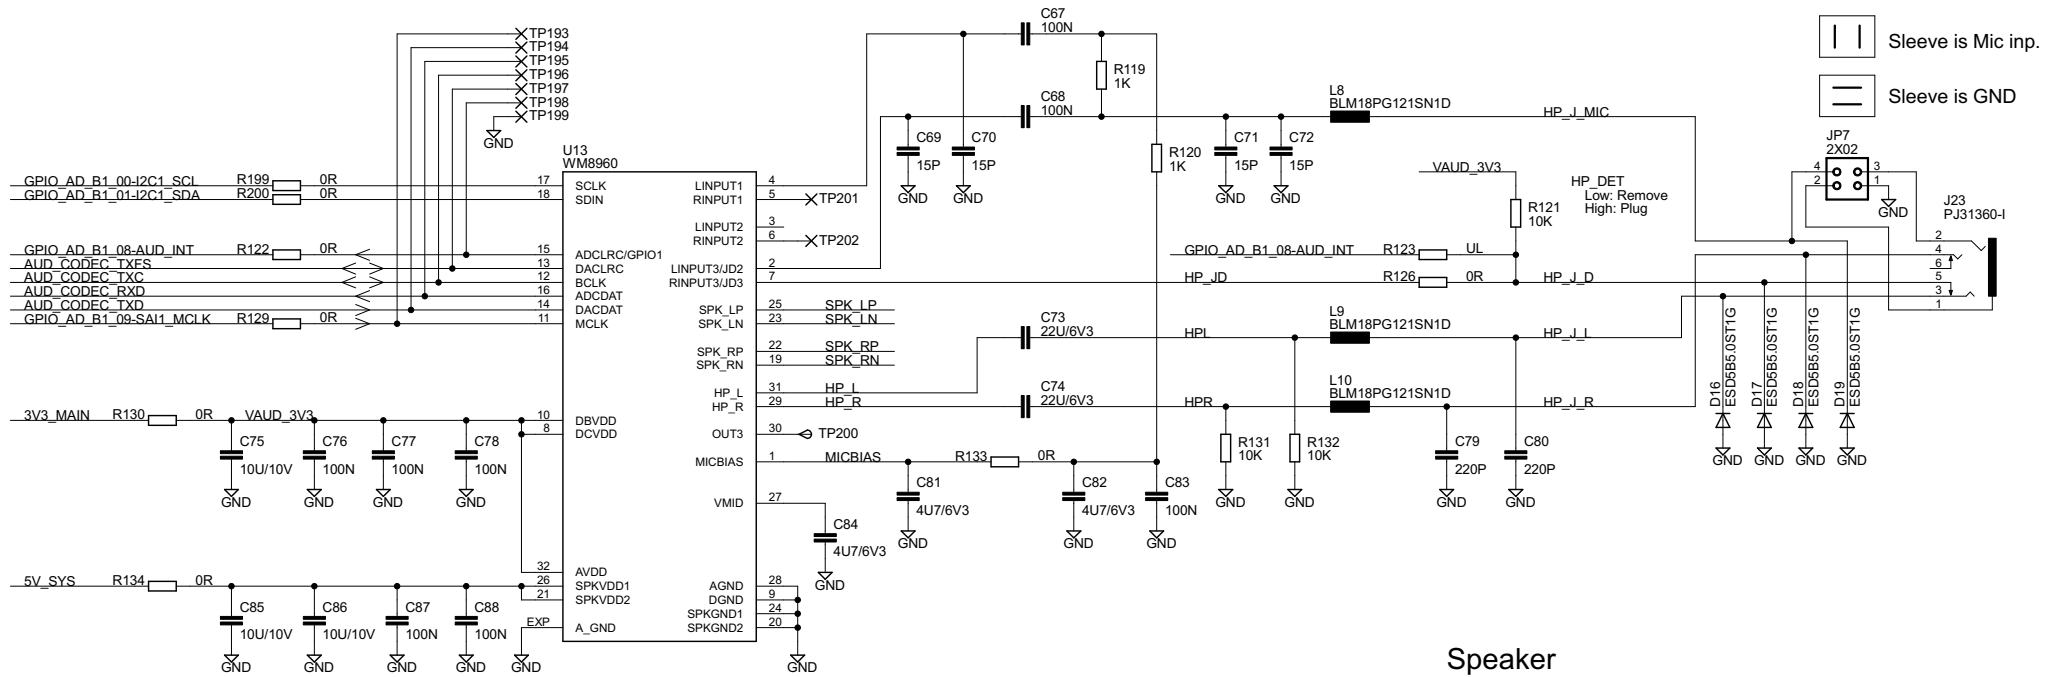 C67
100N
TP193
TP194
TP195
TP196
TP197
TP198
TP199
GND
R119
1K
Sleeve is Mic inp.
Sleeve is GND
C68
100N
C69
15P
GND
C70
15P
GND
R120
1K
C71
15P
GND
C72
15P
GND
L8
BLM18PG121SN1D
HP_J_MIC
JP7
2X02
4
3
2
1
GND
VAUD_3V3
R121
10K
HP_DET
Low: Remove
High: Plug
J23
PJ31360-I
2
4
6
5
3
1
U13
WM8960
GPIO_AD_B1_00-I2C1_SCL
R199
0R
17
SCLK
GPIO_AD_B1_01-I2C1_SDA
R200
0R
18
SDIN
GPIO_AD_B1_08-AUD_INT
R122
0R
15
ADCLRC/GPIO1
AUD_CODEC_TXFS
13
DACLRC
AUD_CODEC_TXC
12
BCLK
AUD_CODEC_RXD
16
ADCDAT
AUD_CODEC_TXD
14
DACDAT
GPIO_AD_B1_09-SAI1_MCLK
R129
0R
11
MCLK
LINPUT1
4
RINPUT1
5
TP201
LINPUT2
3
RINPUT2
6
TP202
LINPUT3/JD2
2
RINPUT3/JD3
7
GPIO_AD_B1_08-AUD_INT
R123
UL
HP_JD
R126
0R
HP_J_D
SPK_LP
25
SPK_LP
SPK_LN
23
SPK_LN
SPK_RP
22
SPK_RP
SPK_RN
19
SPK_RN
C73
22U/6V3
HPL
L9
BLM18PG121SN1D
HP_J_L
HP_L
31
HP_L
HP_R
29
HP_R
C74
22U/6V3
HPR
L10
BLM18PG121SN1D
HP_J_R
D16
ESD5B5.0ST1G
GND
D17
ESD5B5.0ST1G
GND
D18
ESD5B5.0ST1G
GND
D19
ESD5B5.0ST1G
GND
3V3_MAIN
R130
0R
VAUD_3V3
10
DBVDD
8
DCVDD
C75
10U/10V
GND
C76
100N
GND
C77
100N
GND
C78
100N
GND
OUT3
30
TP200
MICBIAS
1
MICBIAS
R133
0R
R131
10K
GND
R132
10K
GND
C79
220P
GND
C80
220P
GND
VMID
27
C84
4U7/6V3
GND
C81
4U7/6V3
GND
C82
4U7/6V3
GND
C83
100N
GND
5V_SYS
R134
0R
32
AVDD
26
SPKVDD1
21
SPKVDD2
EXP
A_GND
GND
C85
10U/10V
GND
C86
10U/10V
GND
C87
100N
GND
C88
100N
GND
AGND
28
DGND
9
SPKGND1
24
SPKGND2
20
GND
Speaker